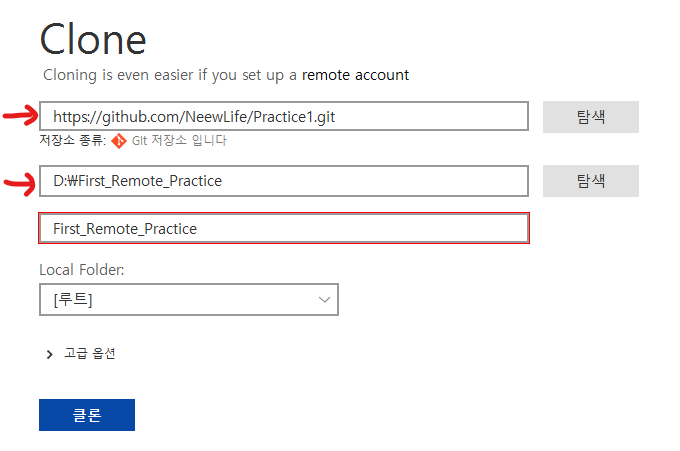 Clone
Cloning is even easier if you set up a remote account
https://github.com/NeewLife/Practice1.git
탐색
저장소 종류: Git 저장소 입니다
D:₩First_Remote_Practice
탐색
First_Remote_Practice
Local Folder:
[루트]
고급 옵션
클론